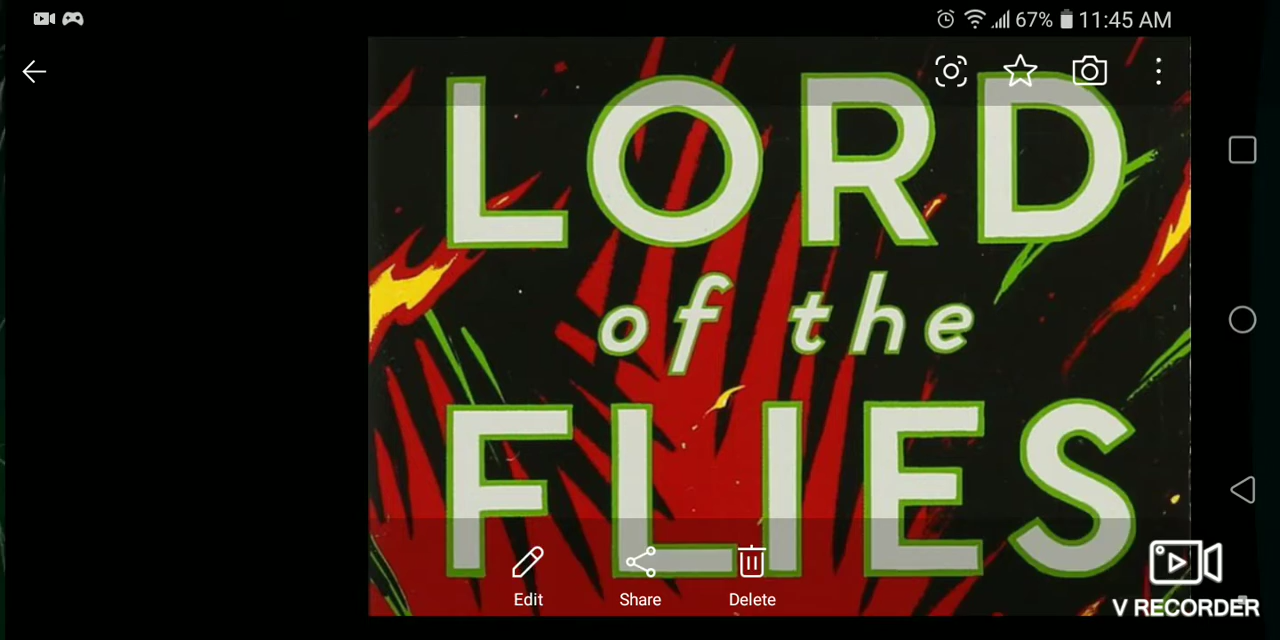 67% 11:45 AM
LORD
of the
FLIES
Edit Share Delete
V RECORDER